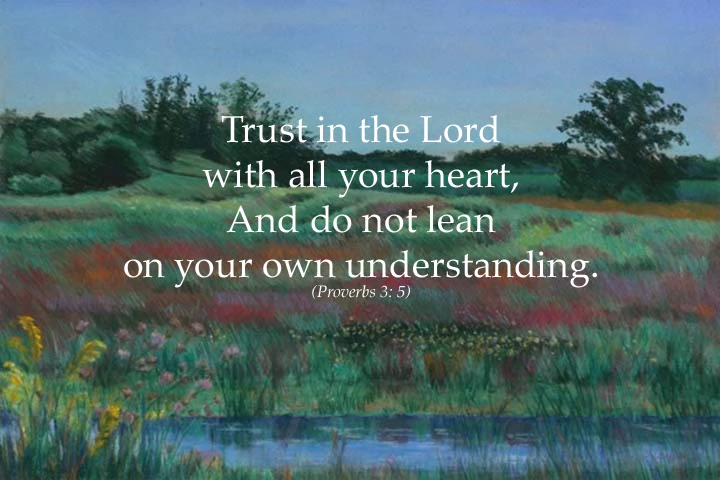 Trust in the Lord
with all your heart,
And do not lean
on your own understanding.
(Proverbs 3: 5)